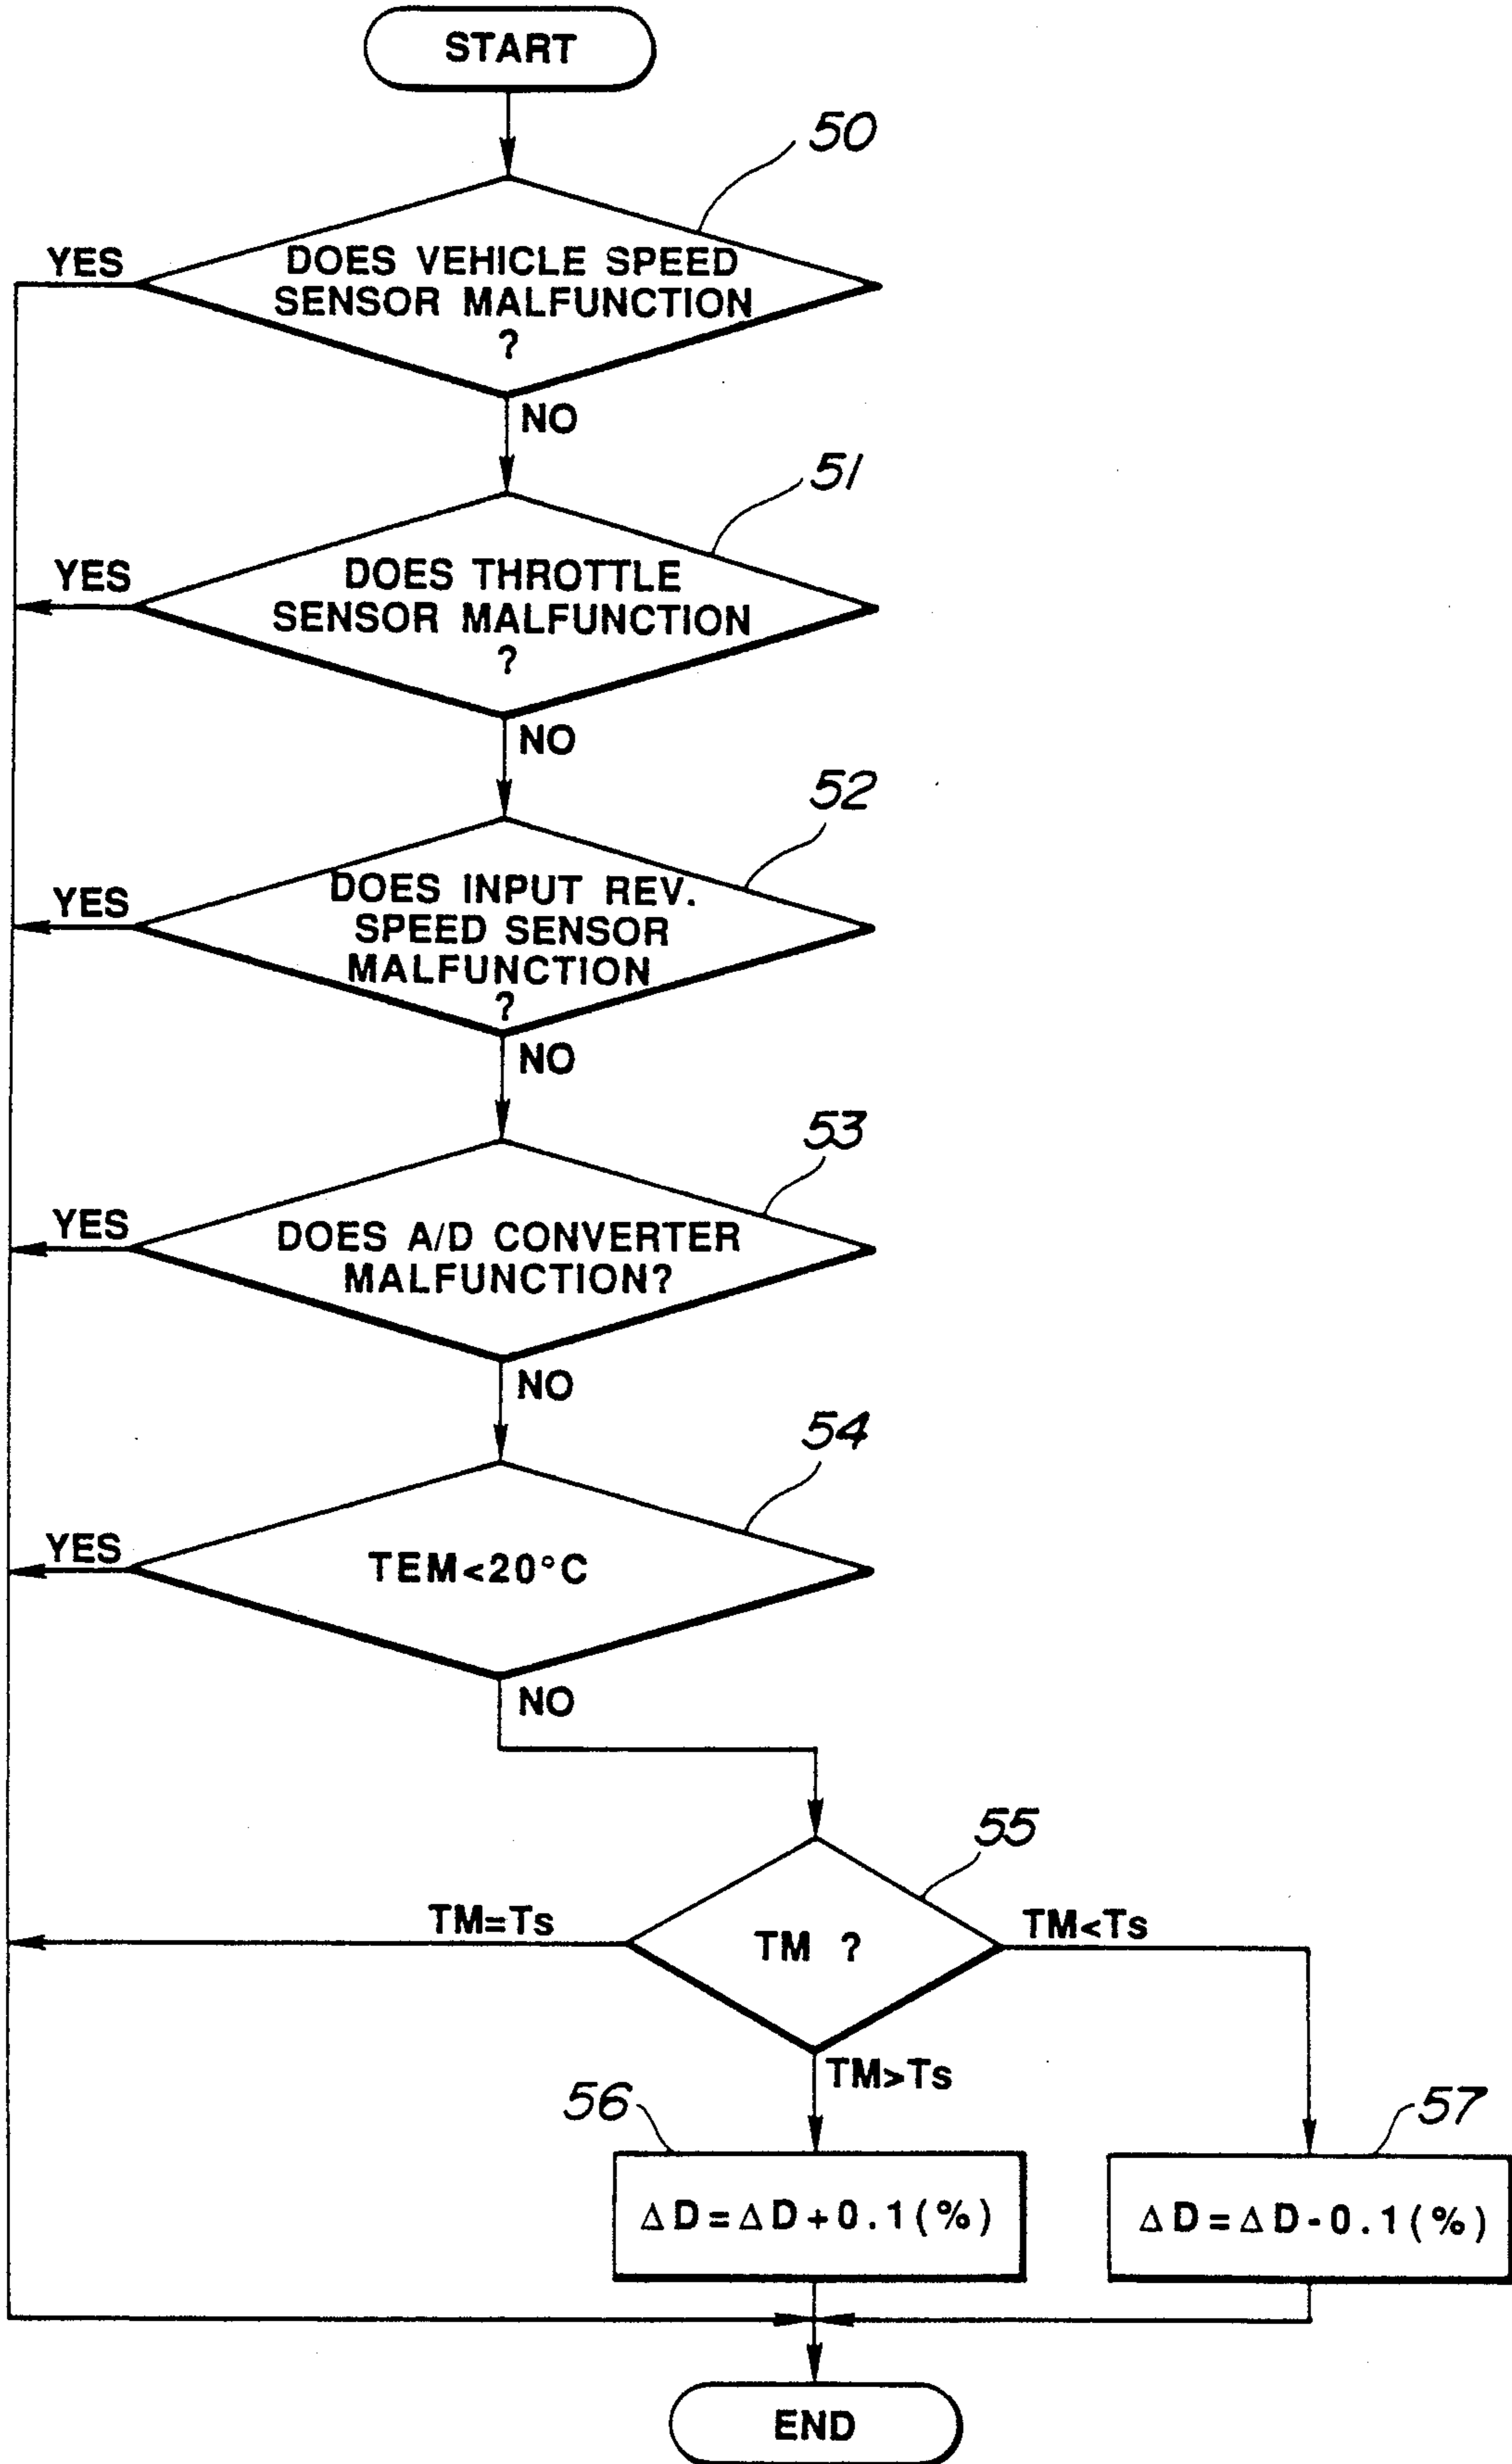 START
50
YES
DOES VEHICLE SPEED
SENSOR MALFUNCTION
?
NO
51
YES
DOES THROTTLE
SENSOR MALFUNCTION
?
NO
52
YES
DOES INPUT REV.
SPEED SENSOR
MALFUNCTION
?
NO
53
YES
DOES A/D CONVERTER
MALFUNCTION?
NO
54
YES
TEM<20°C
NO
55
TM=Ts
TM ?
TM<Ts
TM>Ts
56
57
ΔD=ΔD+0.1(%)
ΔD=ΔD-0.1(%)
END